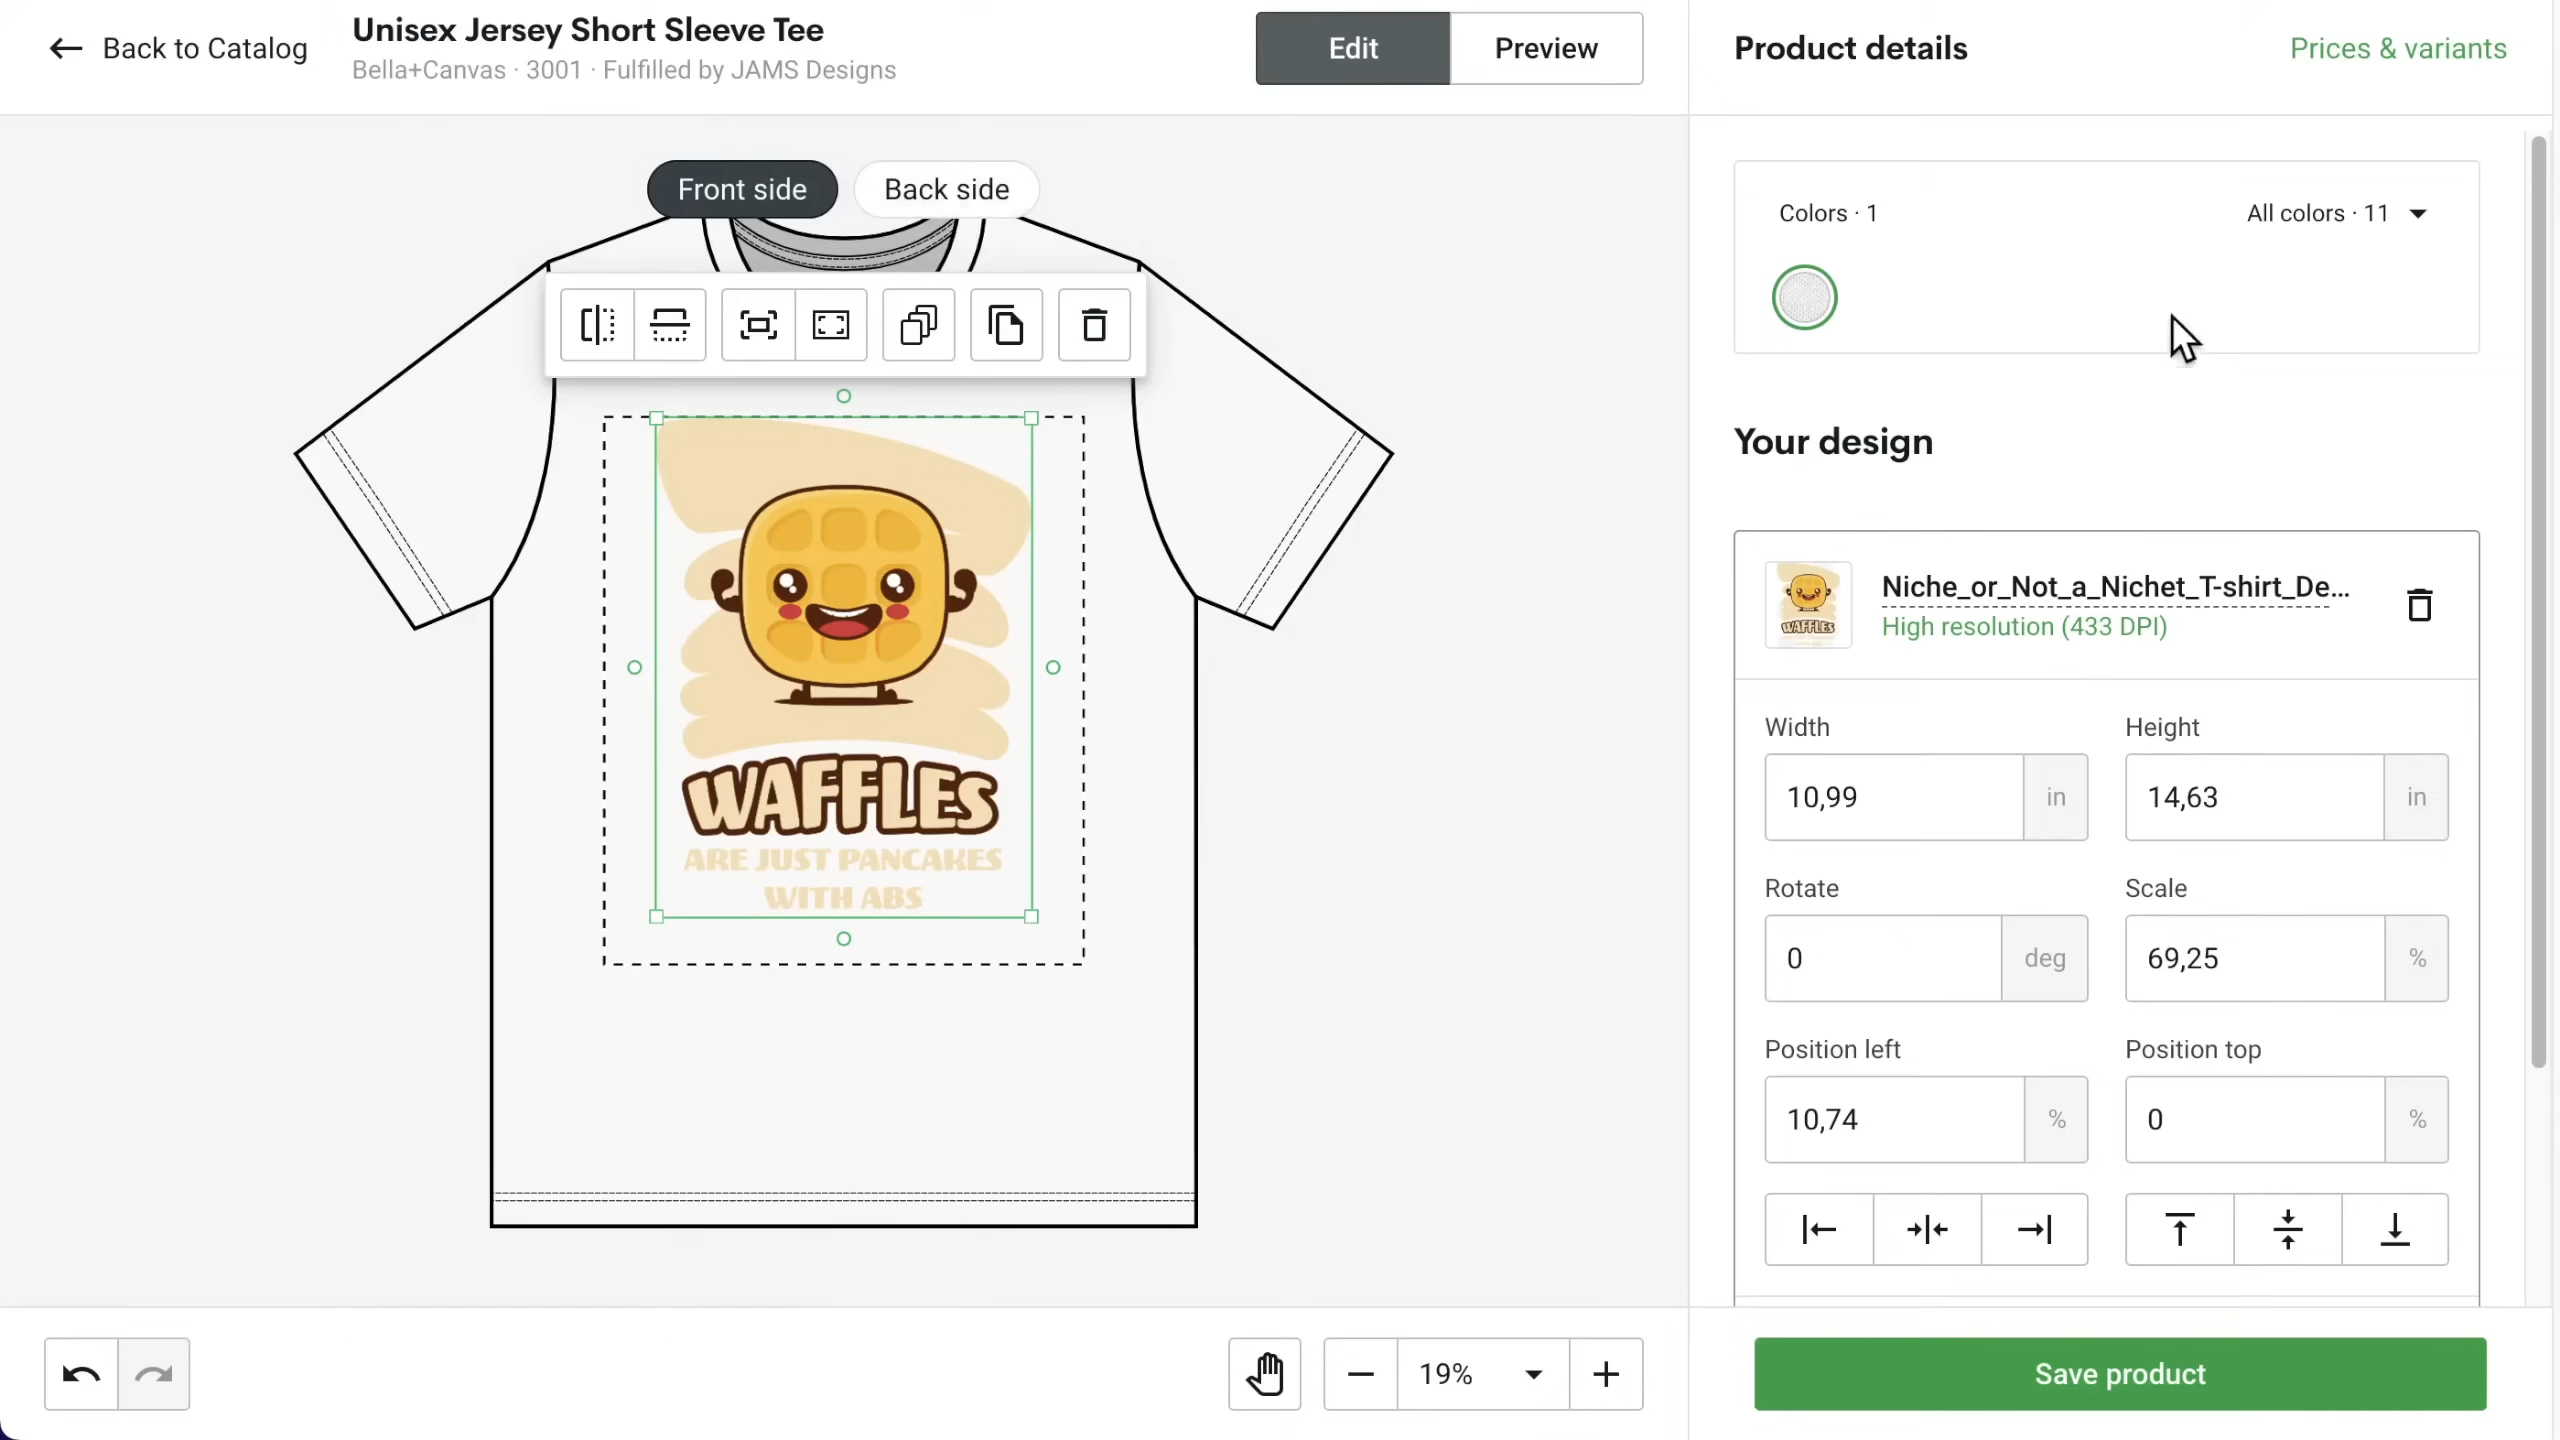 Back to Catalog
Unisex Jersey Short Sleeve Tee
Bella+Canvas · 3001 · Fulfilled by JAMS Designs
Edit
Preview
Product details
Prices & variants
Front side
Back side
Colors · 1
All colors · 11
Your design
WAFFLES
ARE JUST PANCAKES
WITH ABS
WAFFLES
Niche_or_Not_a_Nichet_T-shirt_De...
High resolution (433 DPI)
Width
Height
10,99
in
14,63
in
Rotate
Scale
0
deg
69,25
%
Position left
Position top
10,74
%
0
%
19%
Save product